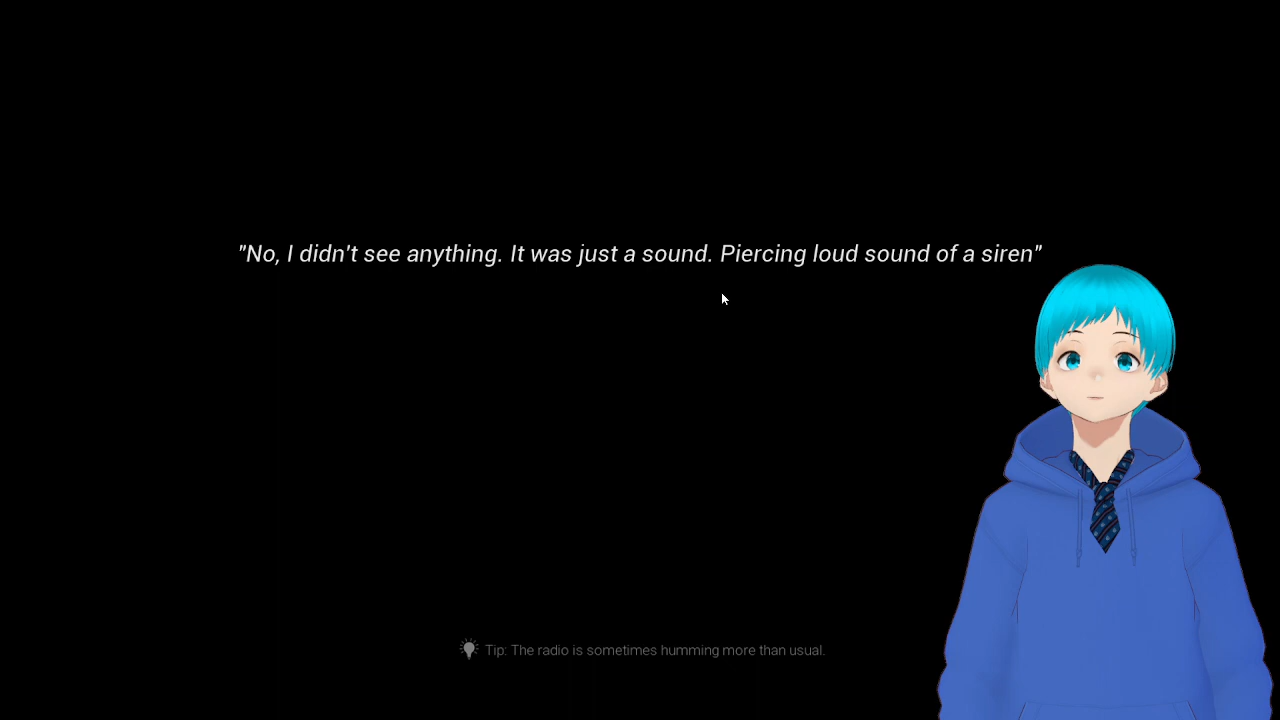 "No, I didn't see anything. It was just a sound. Piercing loud sound of a siren"
Tip: The radio is sometimes humming more than usual.